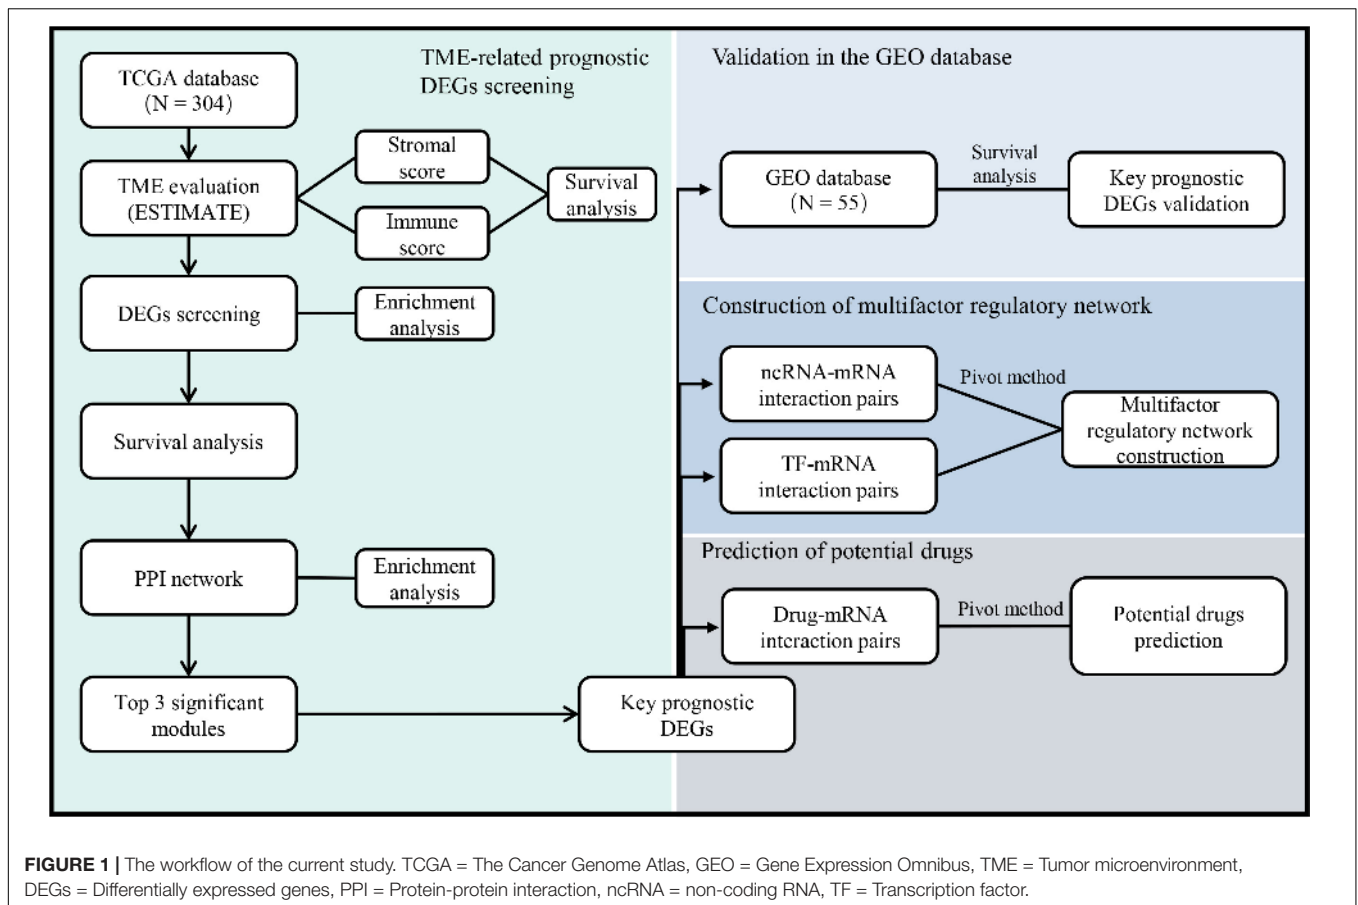 TME-related prognostic
DEGs screening
TCGA database
(N = 304)
TME evaluation
(ESTIMATE)
Stromal
score
Immune
score
Survival
analysis
DEGs screening
Enrichment
analysis
Survival analysis
PPI network
Enrichment
analysis
Top 3 significant
modules
Key prognostic
DEGs
Validation in the GEO database
GEO database
(N = 55)
Survival
analysis
Key prognostic
DEGs validation
Construction of multifactor regulatory network
ncRNA-mRNA
interaction pairs
Pivot method
TF-mRNA
interaction pairs
Multifactor
regulatory network
construction
Prediction of potential drugs
Drug-mRNA
interaction pairs
Pivot method
Potential drugs
prediction
FIGURE 1 | The workflow of the current study. TCGA = The Cancer Genome Atlas, GEO = Gene Expression Omnibus, TME = Tumor microenvironment,
DEGs = Differentially expressed genes, PPI = Protein-protein interaction, ncRNA = non-coding RNA, TF = Transcription factor.